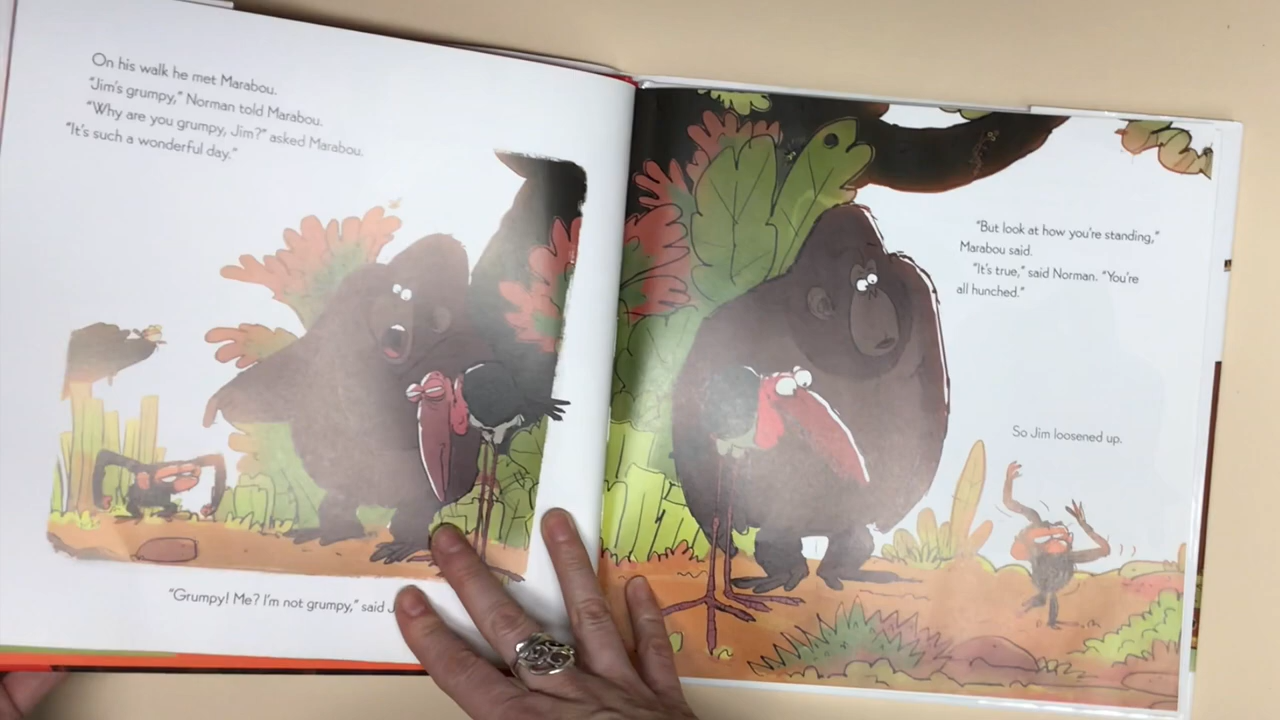 On his walk he met Marabou.
"Jim's grumpy," Norman told Marabou.
"Why are you grumpy, Jim?" asked Marabou.
"It's such a wonderful day."
"Grumpy! Me? I'm not grumpy," said
"But look at how you're standing,"
Marabou said.
"It's true," said Norman. "You're
all hunched."
So Jim loosened up.